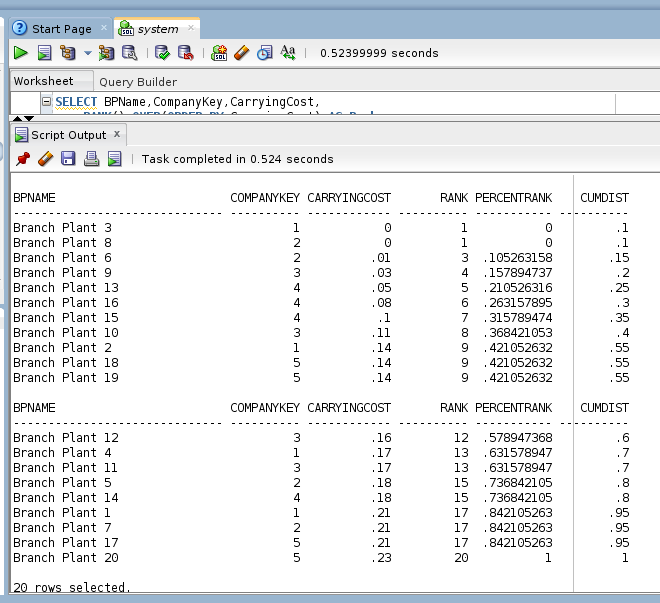 Start Page
system
0.52399999 seconds
Worksheet Query Builder
SELECT BPName,CompanyKey,CarryingCost,
Script Output x
Task completed in 0.524 seconds
BPNAME COMPANYKEY CARRYINGCOST RANK PERCENTRANK CUMDIST
Branch Plant 3 1 0 1 0 .1
Branch Plant 8 2 0 1 0 .1
Branch Plant 6 2 .01 3 .105263158 .15
Branch Plant 9 3 .03 4 .157894737 .2
Branch Plant 13 4 .05 5 .210526316 .25
Branch Plant 16 4 .08 6 .263157895 .3
Branch Plant 15 4 .1 7 .315789474 .35
Branch Plant 10 3 .11 8 .368421053 .4
Branch Plant 2 1 .14 9 .421052632 .55
Branch Plant 18 5 .14 9 .421052632 .55
Branch Plant 19 5 .14 9 .421052632 .55
BPNAME COMPANYKEY CARRYINGCOST RANK PERCENTRANK CUMDIST
Branch Plant 12 3 .16 12 .578947368 .6
Branch Plant 4 1 .17 13 .631578947 .7
Branch Plant 11 3 .17 13 .631578947 .7
Branch Plant 5 2 .18 15 .736842105 .8
Branch Plant 14 4 .18 15 .736842105 .8
Branch Plant 1 1 .21 17 .842105263 .95
Branch Plant 7 2 .21 17 .842105263 .95
Branch Plant 17 5 .21 17 .842105263 .95
Branch Plant 20 5 .23 20 1 1
20 rows selected.